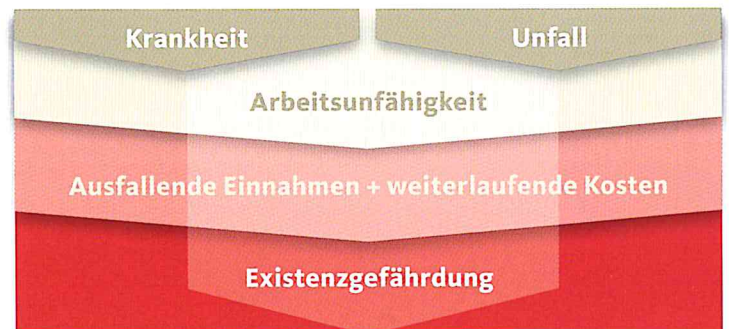 Krankheit
Unfall
Arbeitsunfähigkeit
Ausfallende Einnahmen + weiterlaufende Kosten
Existenzgefährdung